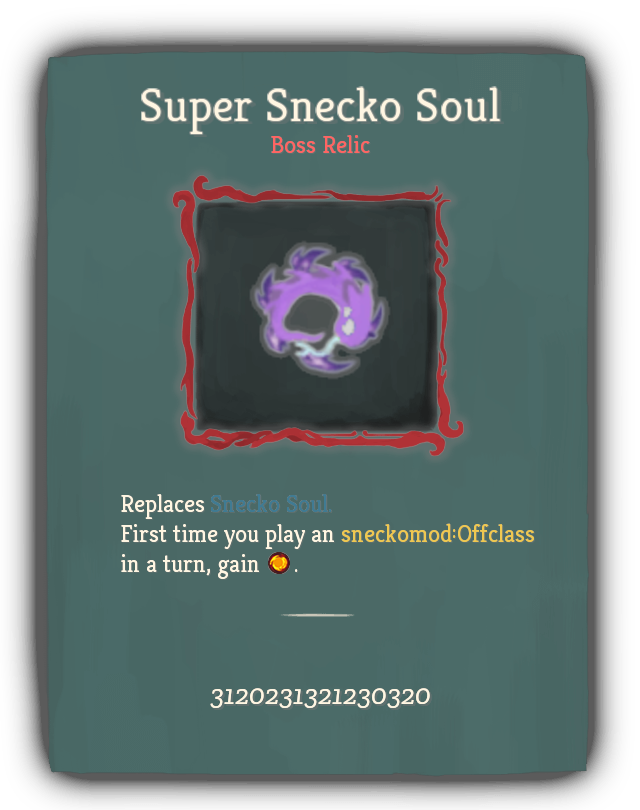 Super Snecko Soul
Boss Relic
Replaces Snecko Soul.
First time you play an sneckomod:Offclass
in a turn, gain .
3120231321230320